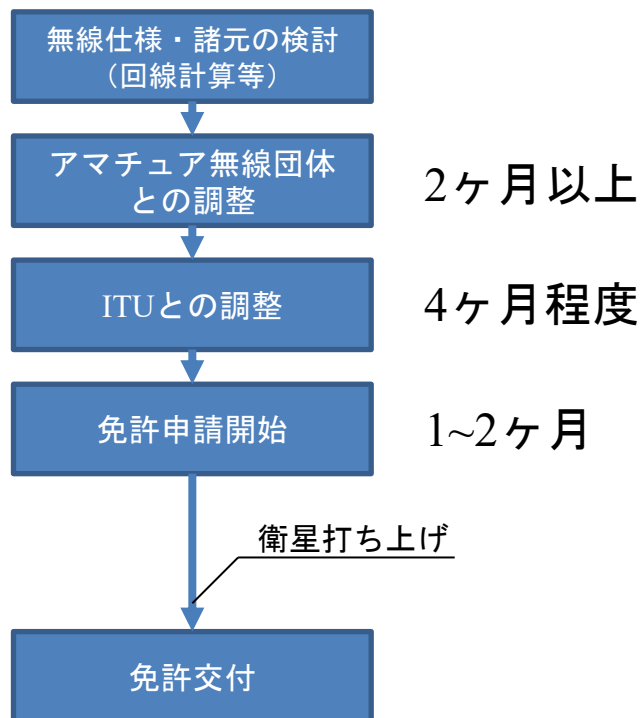 無線仕様・諸元の検討
（回線計算等）
アマチュア無線団体
との調整
2ヶ月以上
ITUとの調整
4ヶ月程度
免許申請開始
1~2ヶ月
衛星打ち上げ
免許交付